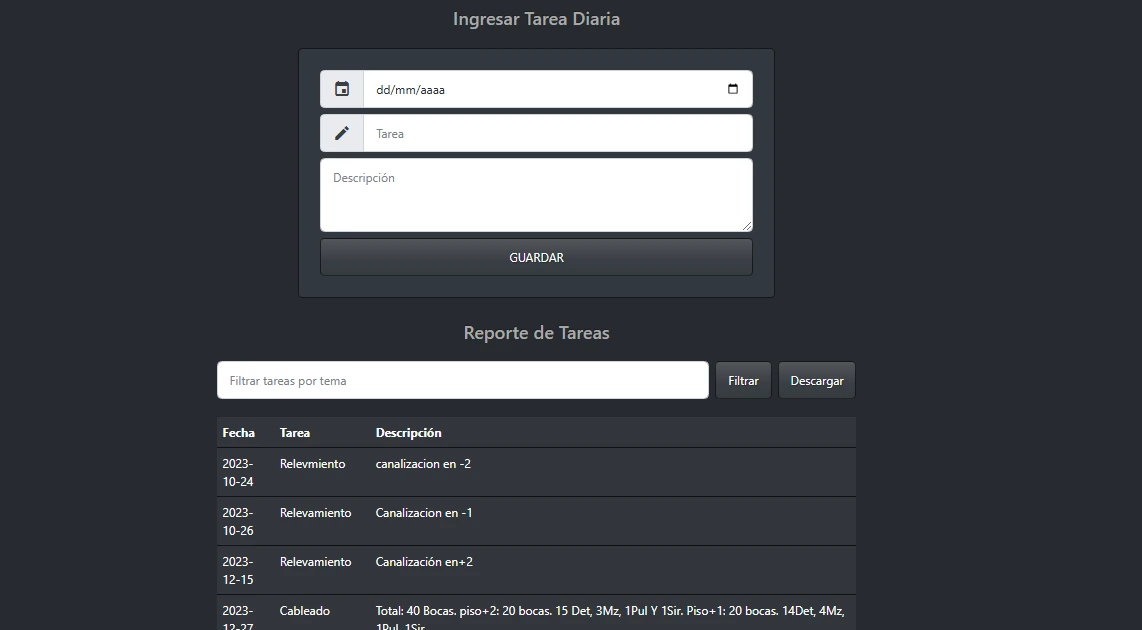 Ingresar Tarea Diaria
dd/mm/aaaa
Tarea
Descripción
GUARDAR
Reporte de Tareas
Filtrar tareas por tema Filtrar Descargar
Fecha Tarea Descripción
2023- Relevmiento canalizacion en -2
10-24
2023- Relevamiento Canalizacion en -1
10-26
2023- Relevamiento Canalización en+2
12-15
2023- Cableado Total: 40 Bocas. piso+2: 20 bocas. 15 Det, 3Mz, 1Pul Y 1Sir. Piso+1: 20 bocas. 14Det, 4Mz,
12-27 1Pul, 1Sir